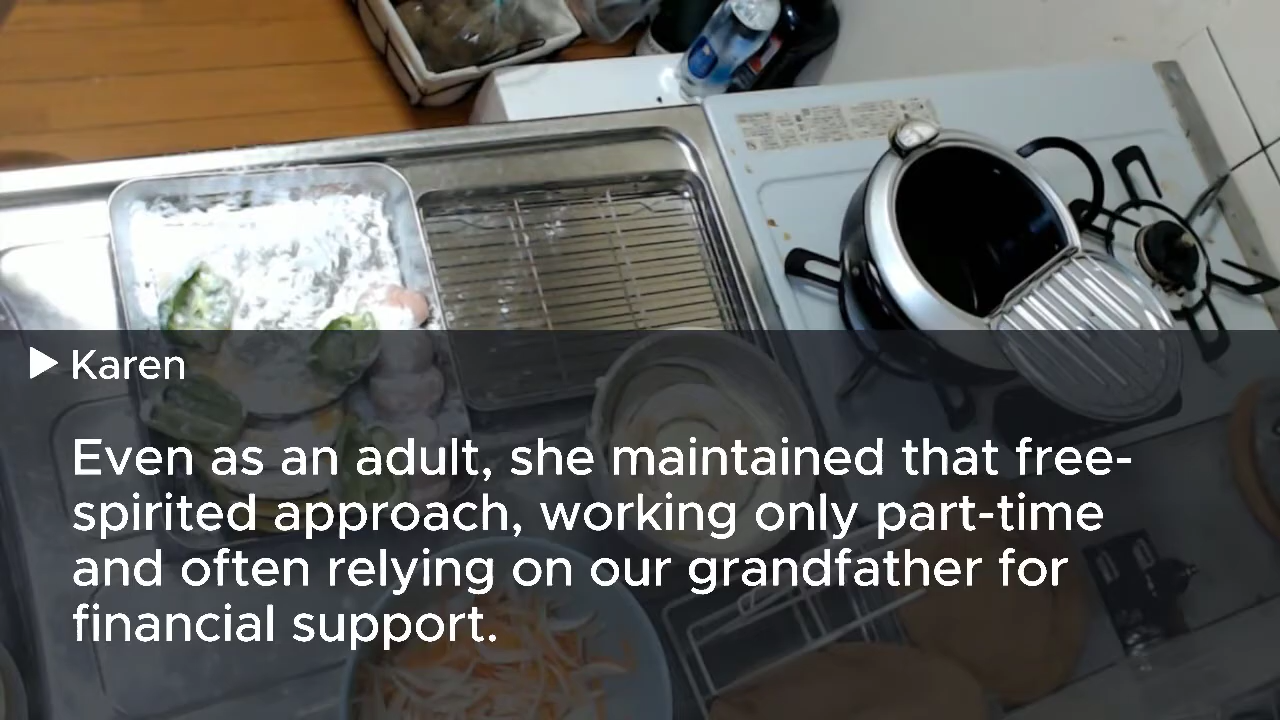 Karen
Even as an adult, she maintained that free-
spirited approach, working only part-time
and often relying on our grandfather for
financial support.